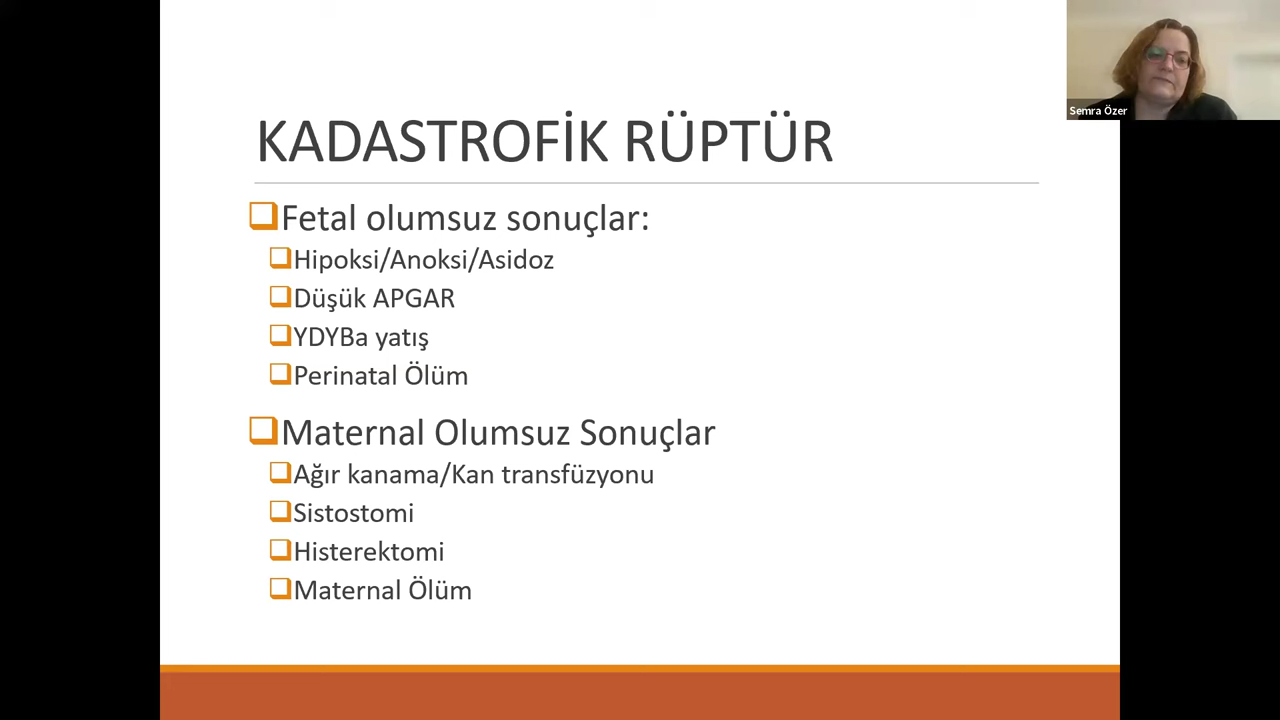 Semra Özer
KADASTROFİK RÜPTÜR
Fetal olumsuz sonuçlar:
Hipoksi/Anoksi/Asidoz
Düşük APGAR
YDYBa yatış
Perinatal Ölüm
Maternal Olumsuz Sonuçlar
Ağır kanama/Kan transfüzyonu
Sistostomi
Histerektomi
Maternal Ölüm